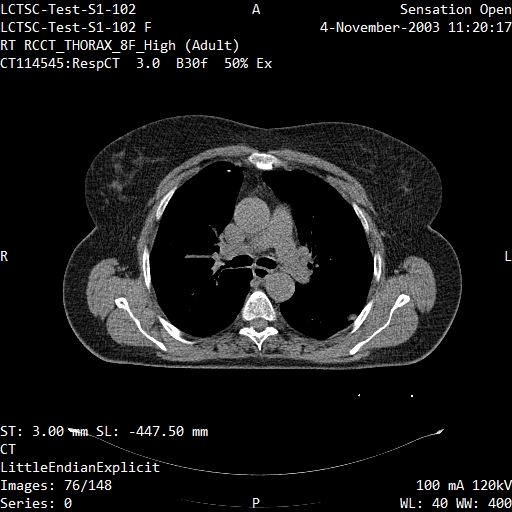 LCTSC-Test-S1-102 A Sensation Open
LCTSC-Test-S1-102 F 4-November-2003 11:20:17
RT RCCT_THORAX_8F_High (Adult)
CT114545:RespCT 3.0 B30f 50% Ex
R L
ST: 3.00 mm SL: -447.50 mm
CT
LittleEndianExplicit
Images: 76/148 100 mA 120kV
Series: 0 P WL: 40 WW: 400